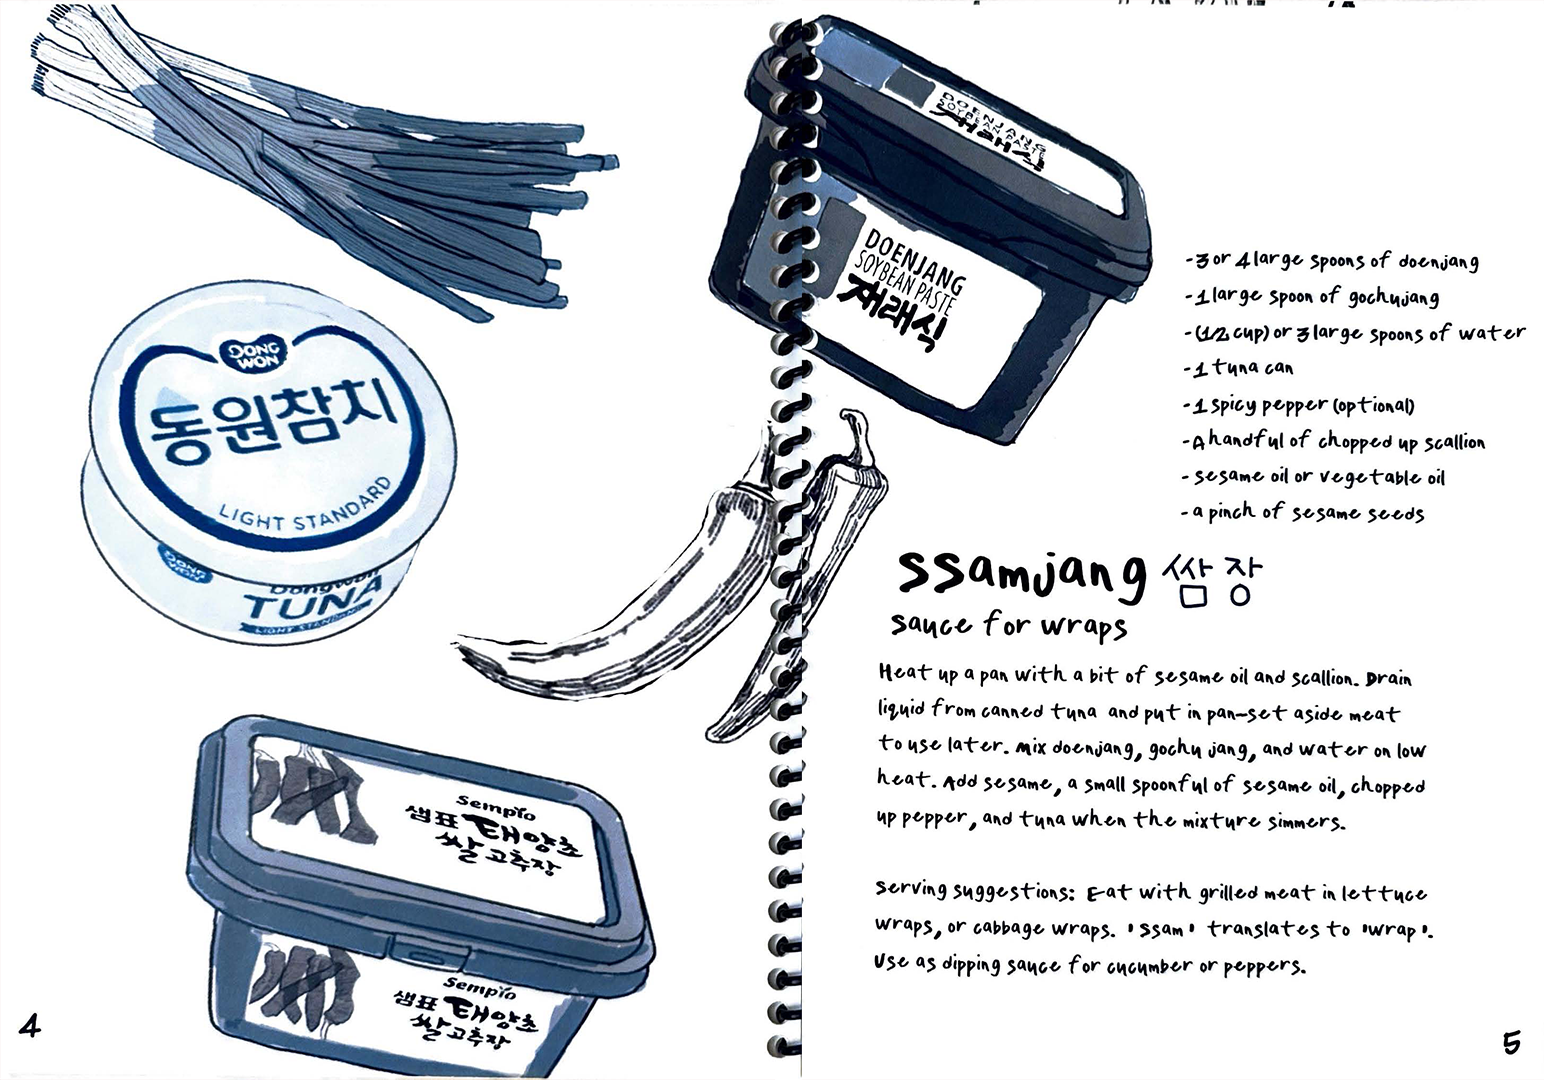 DONG
WON
동원참치
LIGHT STANDARD
DONG
WON
Dongwon
TUNA
LIGHT STANDARD
sempio
샘표 태양초
쌀 고추장
sempio
샘표 태양초
쌀 고추장
4
DOENJANG
SOYBEAN PASTE
재래식
DOENJANG
SOYBEAN PASTE
재래식
- 3 or 4 large spoons of doenjang
- 1 large spoon of gochujang
- (1/2 cup) or 3 large spoons of water
- 1 tuna can
- 1 spicy pepper (optional)
- A handful of chopped up scallion
- sesame oil or vegetable oil
- a pinch of sesame seeds
ssamjang 쌈장
sauce for wraps
Heat up a pan with a bit of sesame oil and scallion. Drain
liquid from canned tuna and put in pan-set aside meat
to use later. Mix doenjang, gochu jang, and water on low
heat. Add sesame, a small spoonful of sesame oil, chopped
up pepper, and tuna when the mixture simmers.
Serving suggestions: Eat with grilled meat in lettuce
wraps, or cabbage wraps. 'Ssam' translates to 'wrap'.
Use as dipping sauce for cucumber or peppers.
5